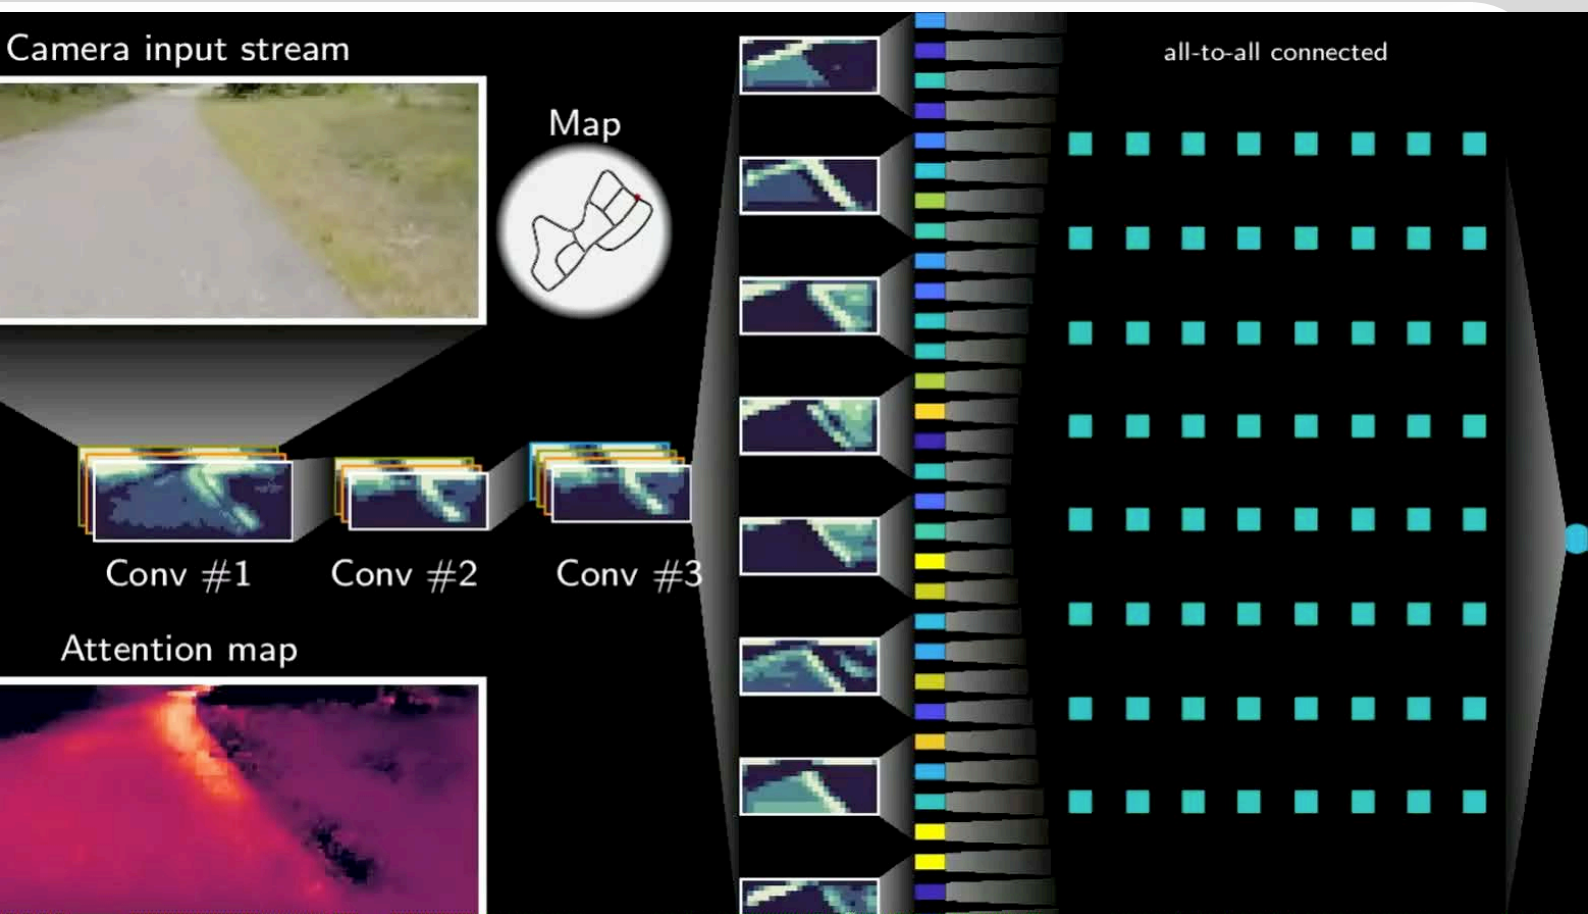 Camera input stream
Map
all-to-all connected
Conv #1
Conv #2
Conv #3
Attention map